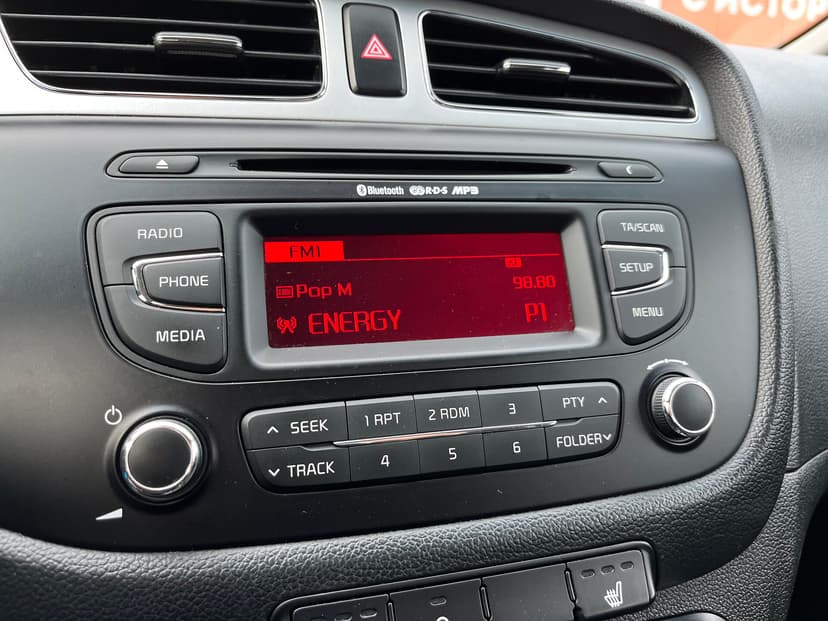 С ИСТОР
Bluetooth R·D·S MP3
RADIO
PHONE
MEDIA
FM1
Pop M 98.80
ENERGY P1
TA/SCAN
SETUP
MENU
SEEK 1 RPT 2 RDM 3 PTY
TRACK 4 5 6 FOLDER